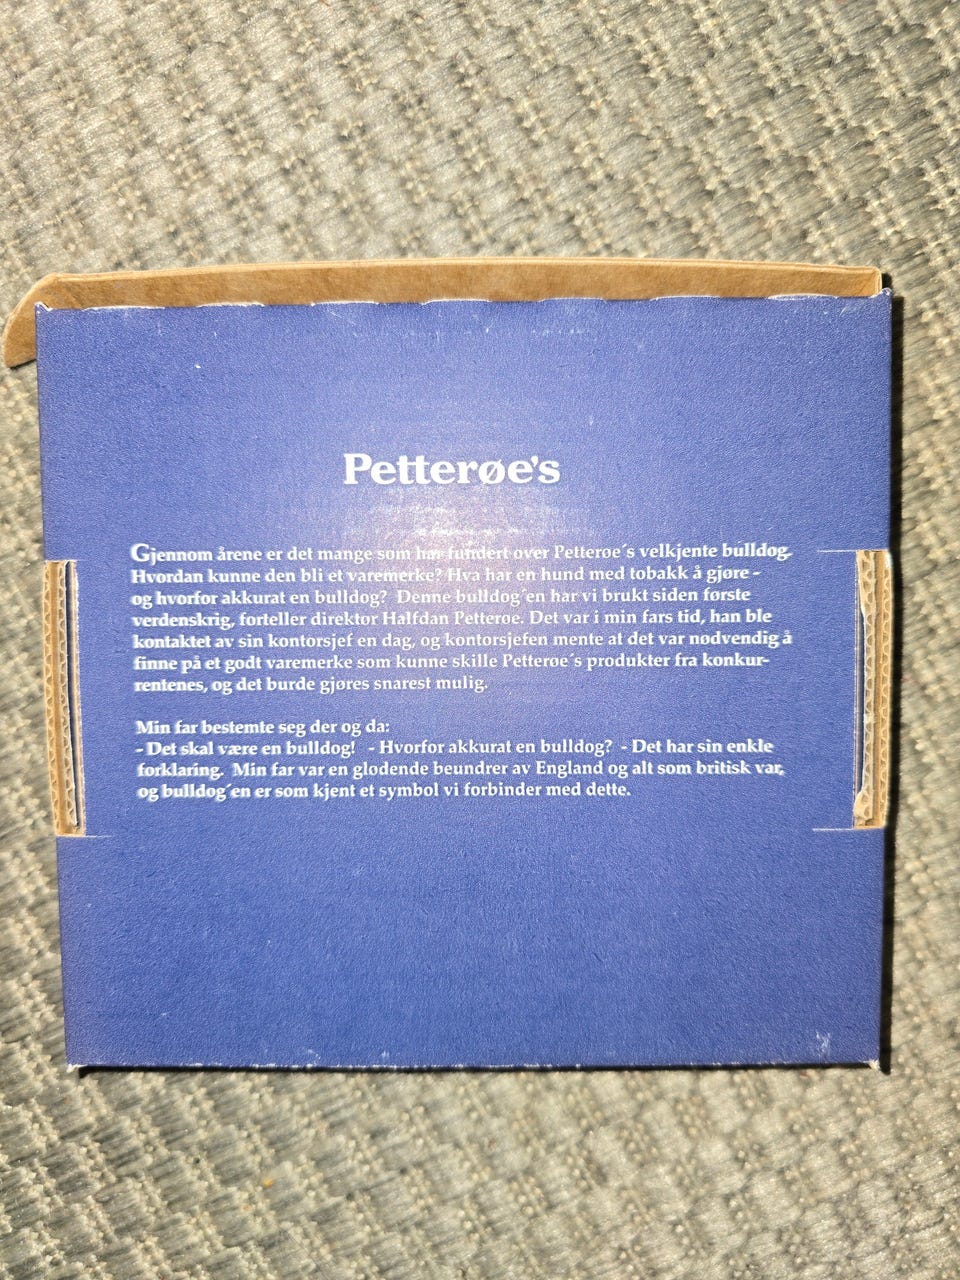 Petterøe's
Gjennom årene er det mange som har fundert over Petterøe´s velkjente bulldog.
Hvordan kunne den bli et varemerke? Hva har en hund med tobakk å gjøre -
og hvorfor akkurat en bulldog? Denne bulldog´en har vi brukt siden første
verdenskrig, forteller direktør Halfdan Petterøe. Det var i min fars tid, han ble
kontaktet av sin kontorsjef en dag, og kontorsjefen mente at det var nødvendig å
finne på et godt varemerke som kunne skille Petterøe´s produkter fra konkur-
rentenes, og det burde gjøres snarest mulig.
Min far bestemte seg der og da:
- Det skal være en bulldog! - Hvorfor akkurat en bulldog? - Det har sin enkle
forklaring. Min far var en glødende beundrer av England og alt som britisk var,
og bulldog´en er som kjent et symbol vi forbinder med dette.